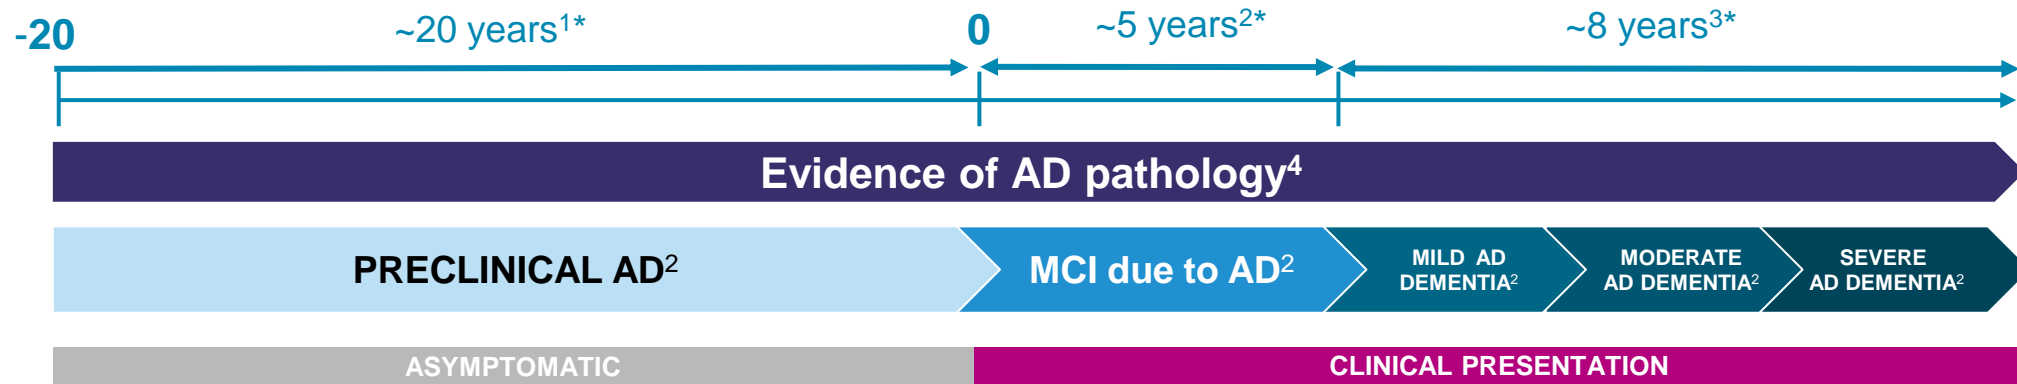 -20
~20 years¹*
0
~5 years²*
~8 years³*
Evidence of AD pathology⁴
PRECLINICAL AD²
MCI due to AD²
MILD AD
DEMENTIA²
MODERATE
AD DEMENTIA²
SEVERE
AD DEMENTIA²
ASYMPTOMATIC
CLINICAL PRESENTATION